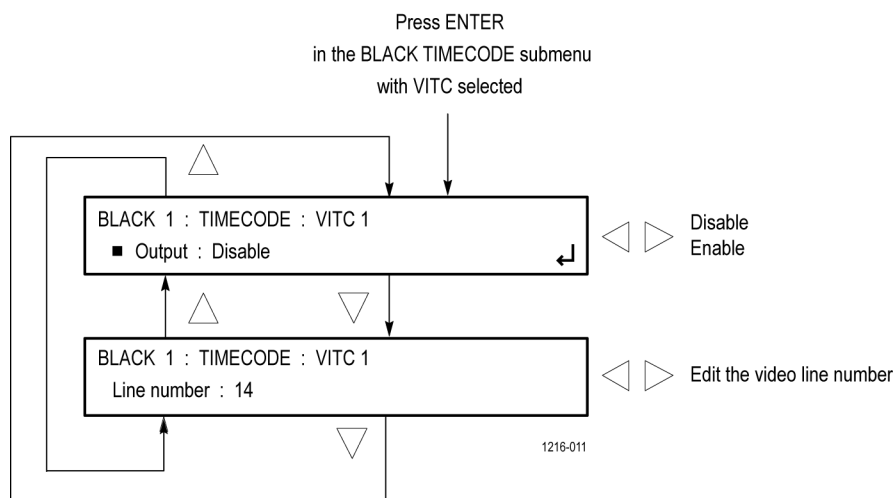 Press ENTER
in the BLACK TIMECODE submenu
with VITC selected
BLACK 1 : TIMECODE : VITC 1
■ Output : Disable
Disable
Enable
BLACK 1 : TIMECODE : VITC 1
Line number : 14
Edit the video line number
1216-011